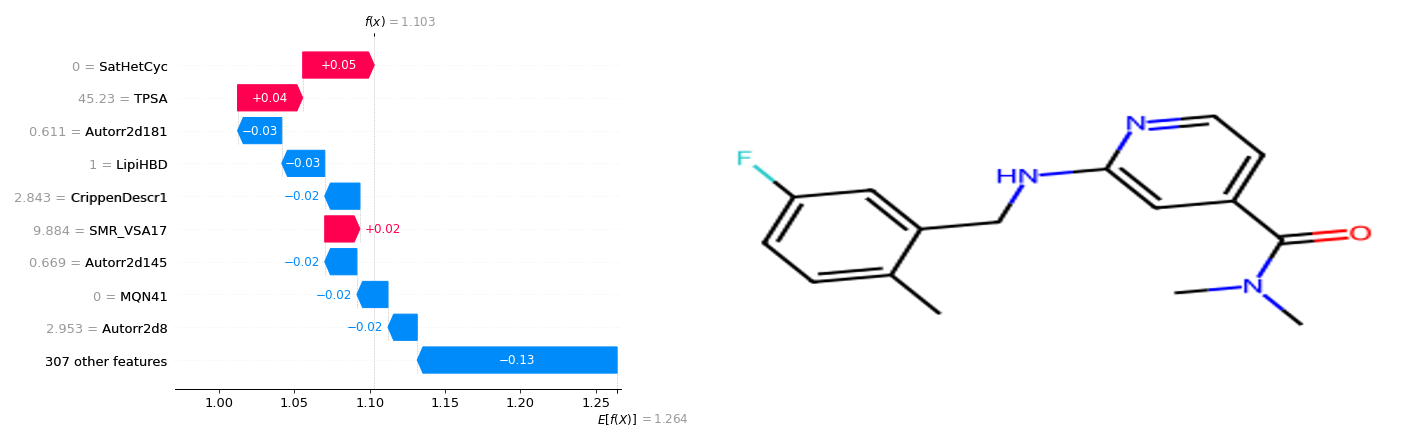 f(x) = 1.103
0 = SatHetCyc
+0.05
45.23 = TPSA
+0.04
0.611 = Autorr2d181
−0.03
1 = LipiHBD
−0.03
2.843 = CrippenDescr1
−0.02
9.884 = SMR_VSA17
+0.02
0.669 = Autorr2d145
−0.02
0 = MQN41
−0.02
2.953 = Autorr2d8
−0.02
307 other features
−0.13
1.00 1.05 1.10 1.15 1.20 1.25
E[f(X)] = 1.264
F
HN
N
O
N